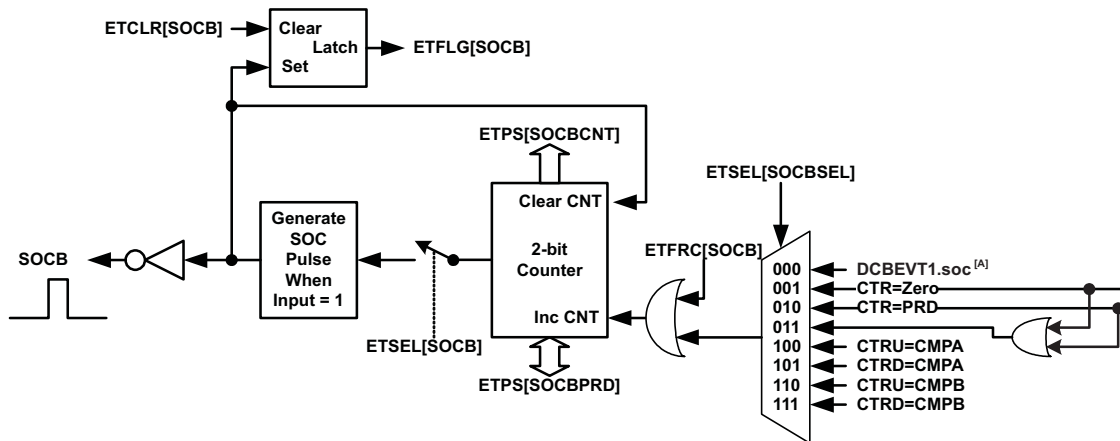 ETCLR[SOCB]
Clear
Latch
Set
ETFLG[SOCB]
ETPS[SOCBCNT]
ETSEL[SOCBSEL]
Clear CNT
2-bit
Counter
Inc CNT
Generate
SOC
Pulse
When
Input = 1
SOCB
ETSEL[SOCB]
ETPS[SOCBPRD]
ETFRC[SOCB]
000 DCBEVT1.soc [A]
001 CTR=Zero
010 CTR=PRD
011
100 CTRU=CMPA
101 CTRD=CMPA
110 CTRU=CMPB
111 CTRD=CMPB